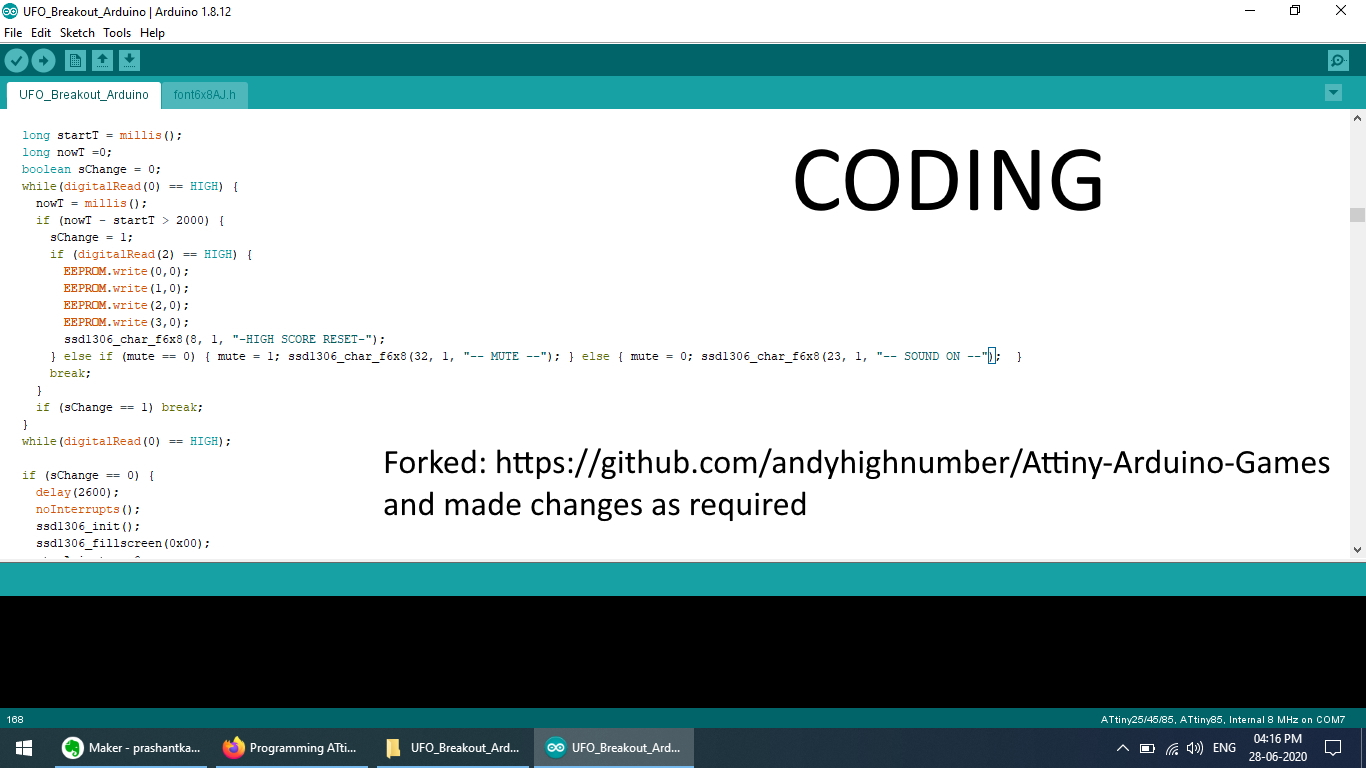 UFO_Breakout_Arduino | Arduino 1.8.12
File Edit Sketch Tools Help
UFO_Breakout_Arduino font6x8AJ.h
CODING
long startT = millis();
long nowT =0;
boolean sChange = 0;
while(digitalRead(0) == HIGH) {
nowT = millis();
if (nowT - startT > 2000) {
sChange = 1;
if (digitalRead(2) == HIGH) {
EEPROM.write(0,0);
EEPROM.write(1,0);
EEPROM.write(2,0);
EEPROM.write(3,0);
ssd1306_char_f6x8(8, 1, "-HIGH SCORE RESET-");
} else if (mute == 0) { mute = 1; ssd1306_char_f6x8(32, 1, "-- MUTE --"); } else { mute = 0; ssd1306_char_f6x8(23, 1, "-- SOUND ON --"); }
break;
}
if (sChange == 1) break;
}
while(digitalRead(0) == HIGH);
if (sChange == 0) {
delay(2600);
noInterrupts();
ssd1306_init();
ssd1306_fillscreen(0x00);
Forked: https://github.com/andyhighnumber/Attiny-Arduino-Games
and made changes as required
168
ATtiny25/45/85, ATtiny85, Internal 8 MHz on COM7
Maker - prashantka... Programming ATti... UFO_Breakout_Ard... UFO_Breakout_Ard...
ENG
04:16 PM
28-06-2020